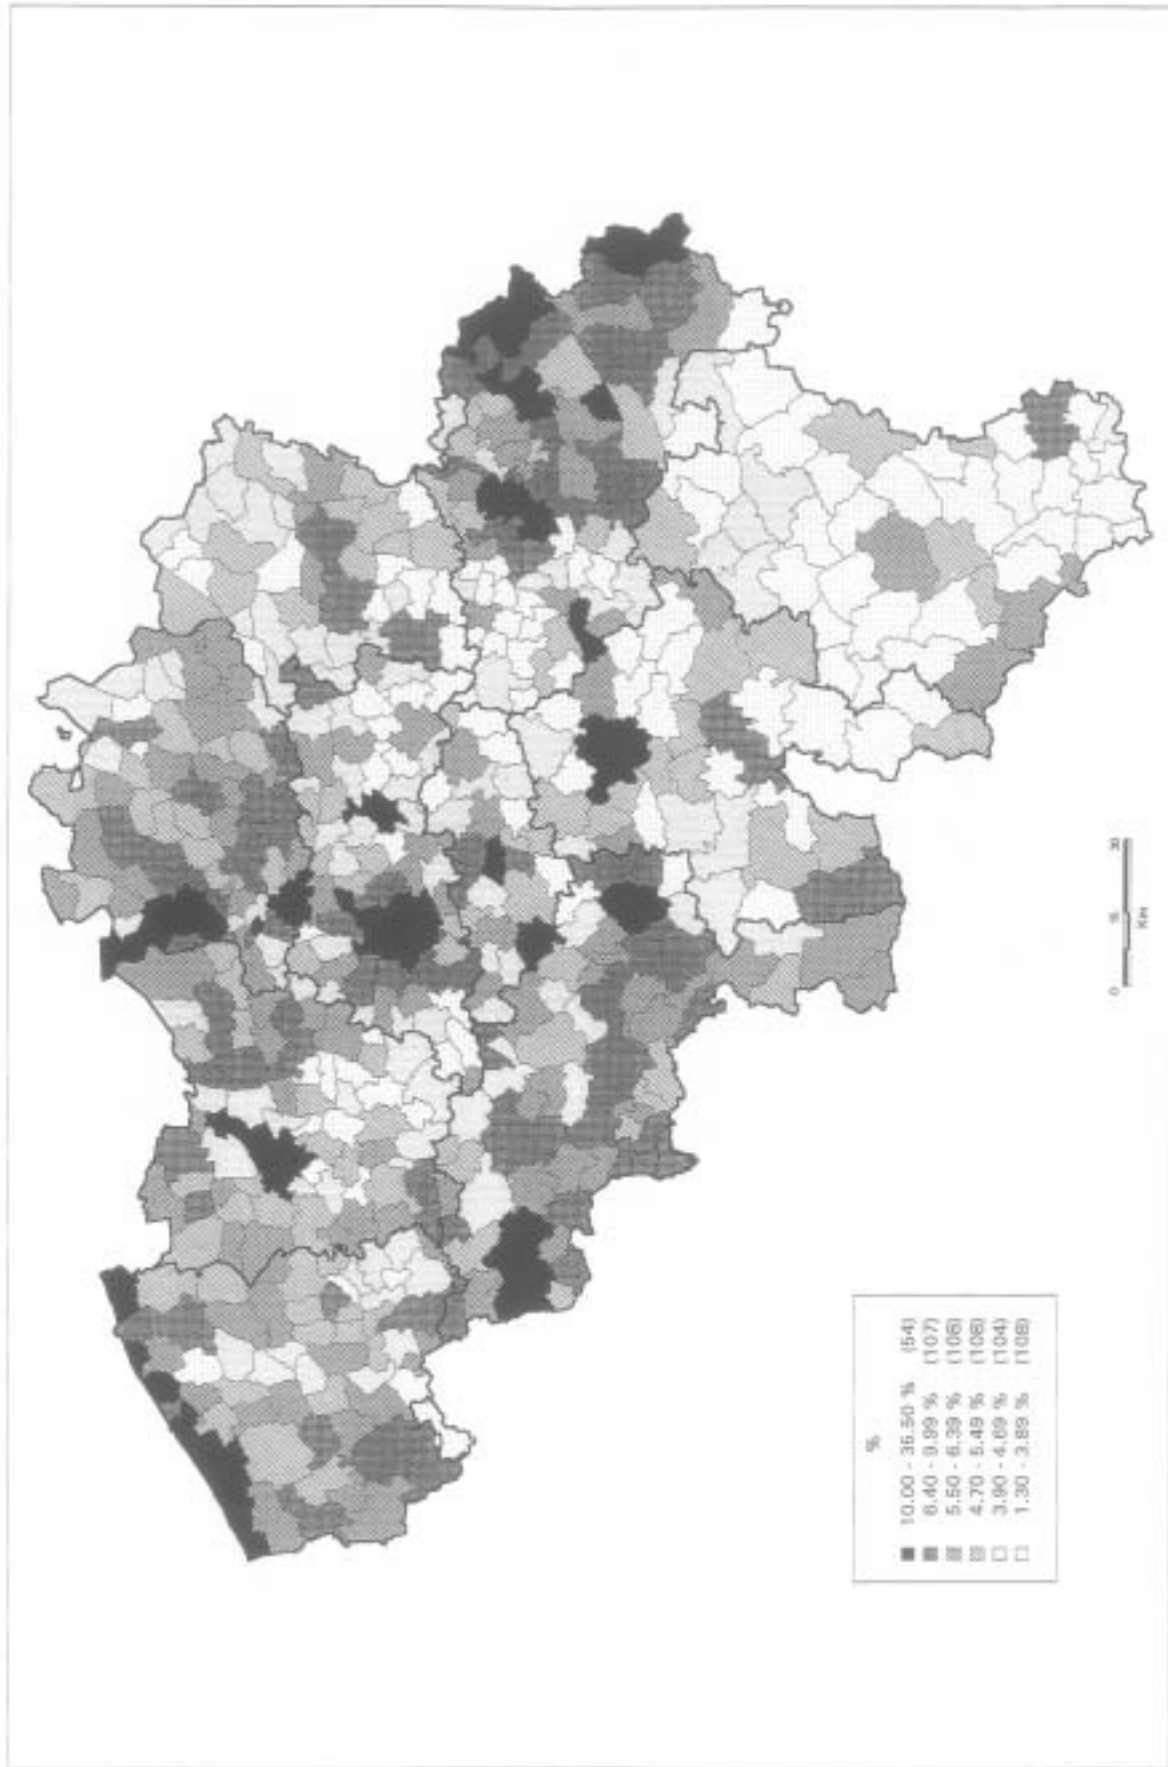 %
10.00 - 36.50 % (54)
6.40 - 9.99 % (107)
5.50 - 6.39 % (106)
4.70 - 5.49 % (108)
3.90 - 4.69 % (104)
1.30 - 3.89 % (108)
0 15 30
Km